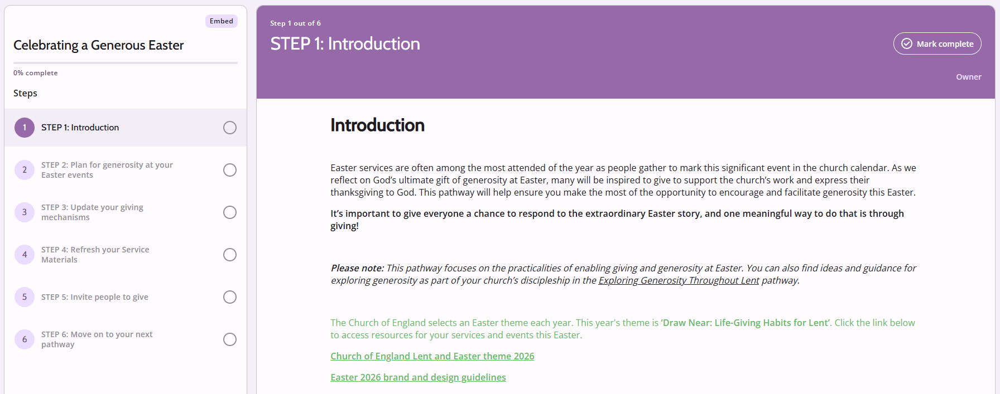 Embed
Celebrating a Generous Easter
0% complete
Steps
1 STEP 1: Introduction
2 STEP 2: Plan for generosity at your
Easter events
3 STEP 3: Update your giving
mechanisms
4 STEP 4: Refresh your Service
Materials
5 STEP 5: Invite people to give
6 STEP 6: Move on to your next
pathway
Step 1 out of 6
STEP 1: Introduction
Mark complete
Owner
Introduction
Easter services are often among the most attended of the year as people gather to mark this significant event in the church calendar. As we
reflect on God’s ultimate gift of generosity at Easter, many will be inspired to give to support the church’s work and express their
thanksgiving to God. This pathway will help ensure you make the most of the opportunity to encourage and facilitate generosity this Easter.
It’s important to give everyone a chance to respond to the extraordinary Easter story, and one meaningful way to do that is through
giving!
Please note: This pathway focuses on the practicalities of enabling giving and generosity at Easter. You can also find ideas and guidance for
exploring generosity as part of your church’s discipleship in the Exploring Generosity Throughout Lent pathway.
The Church of England selects an Easter theme each year. This year's theme is ‘Draw Near: Life-Giving Habits for Lent’. Click the link below
to access resources for your services and events this Easter.
Church of England Lent and Easter theme 2026
Easter 2026 brand and design guidelines